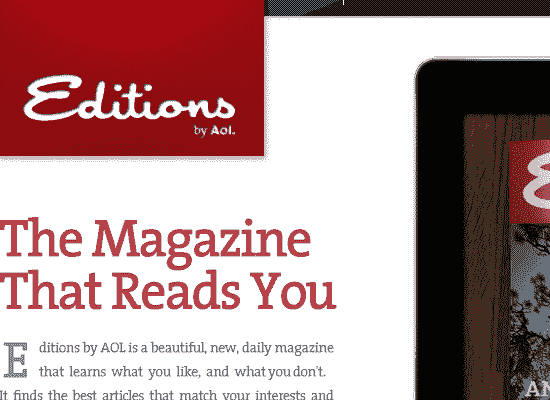 Editions
by Aol.
The Magazine
That Reads You
Editions by AOL is a beautiful, new, daily magazine
that learns what you like, and what you don't.
It finds the best articles that match your interests and